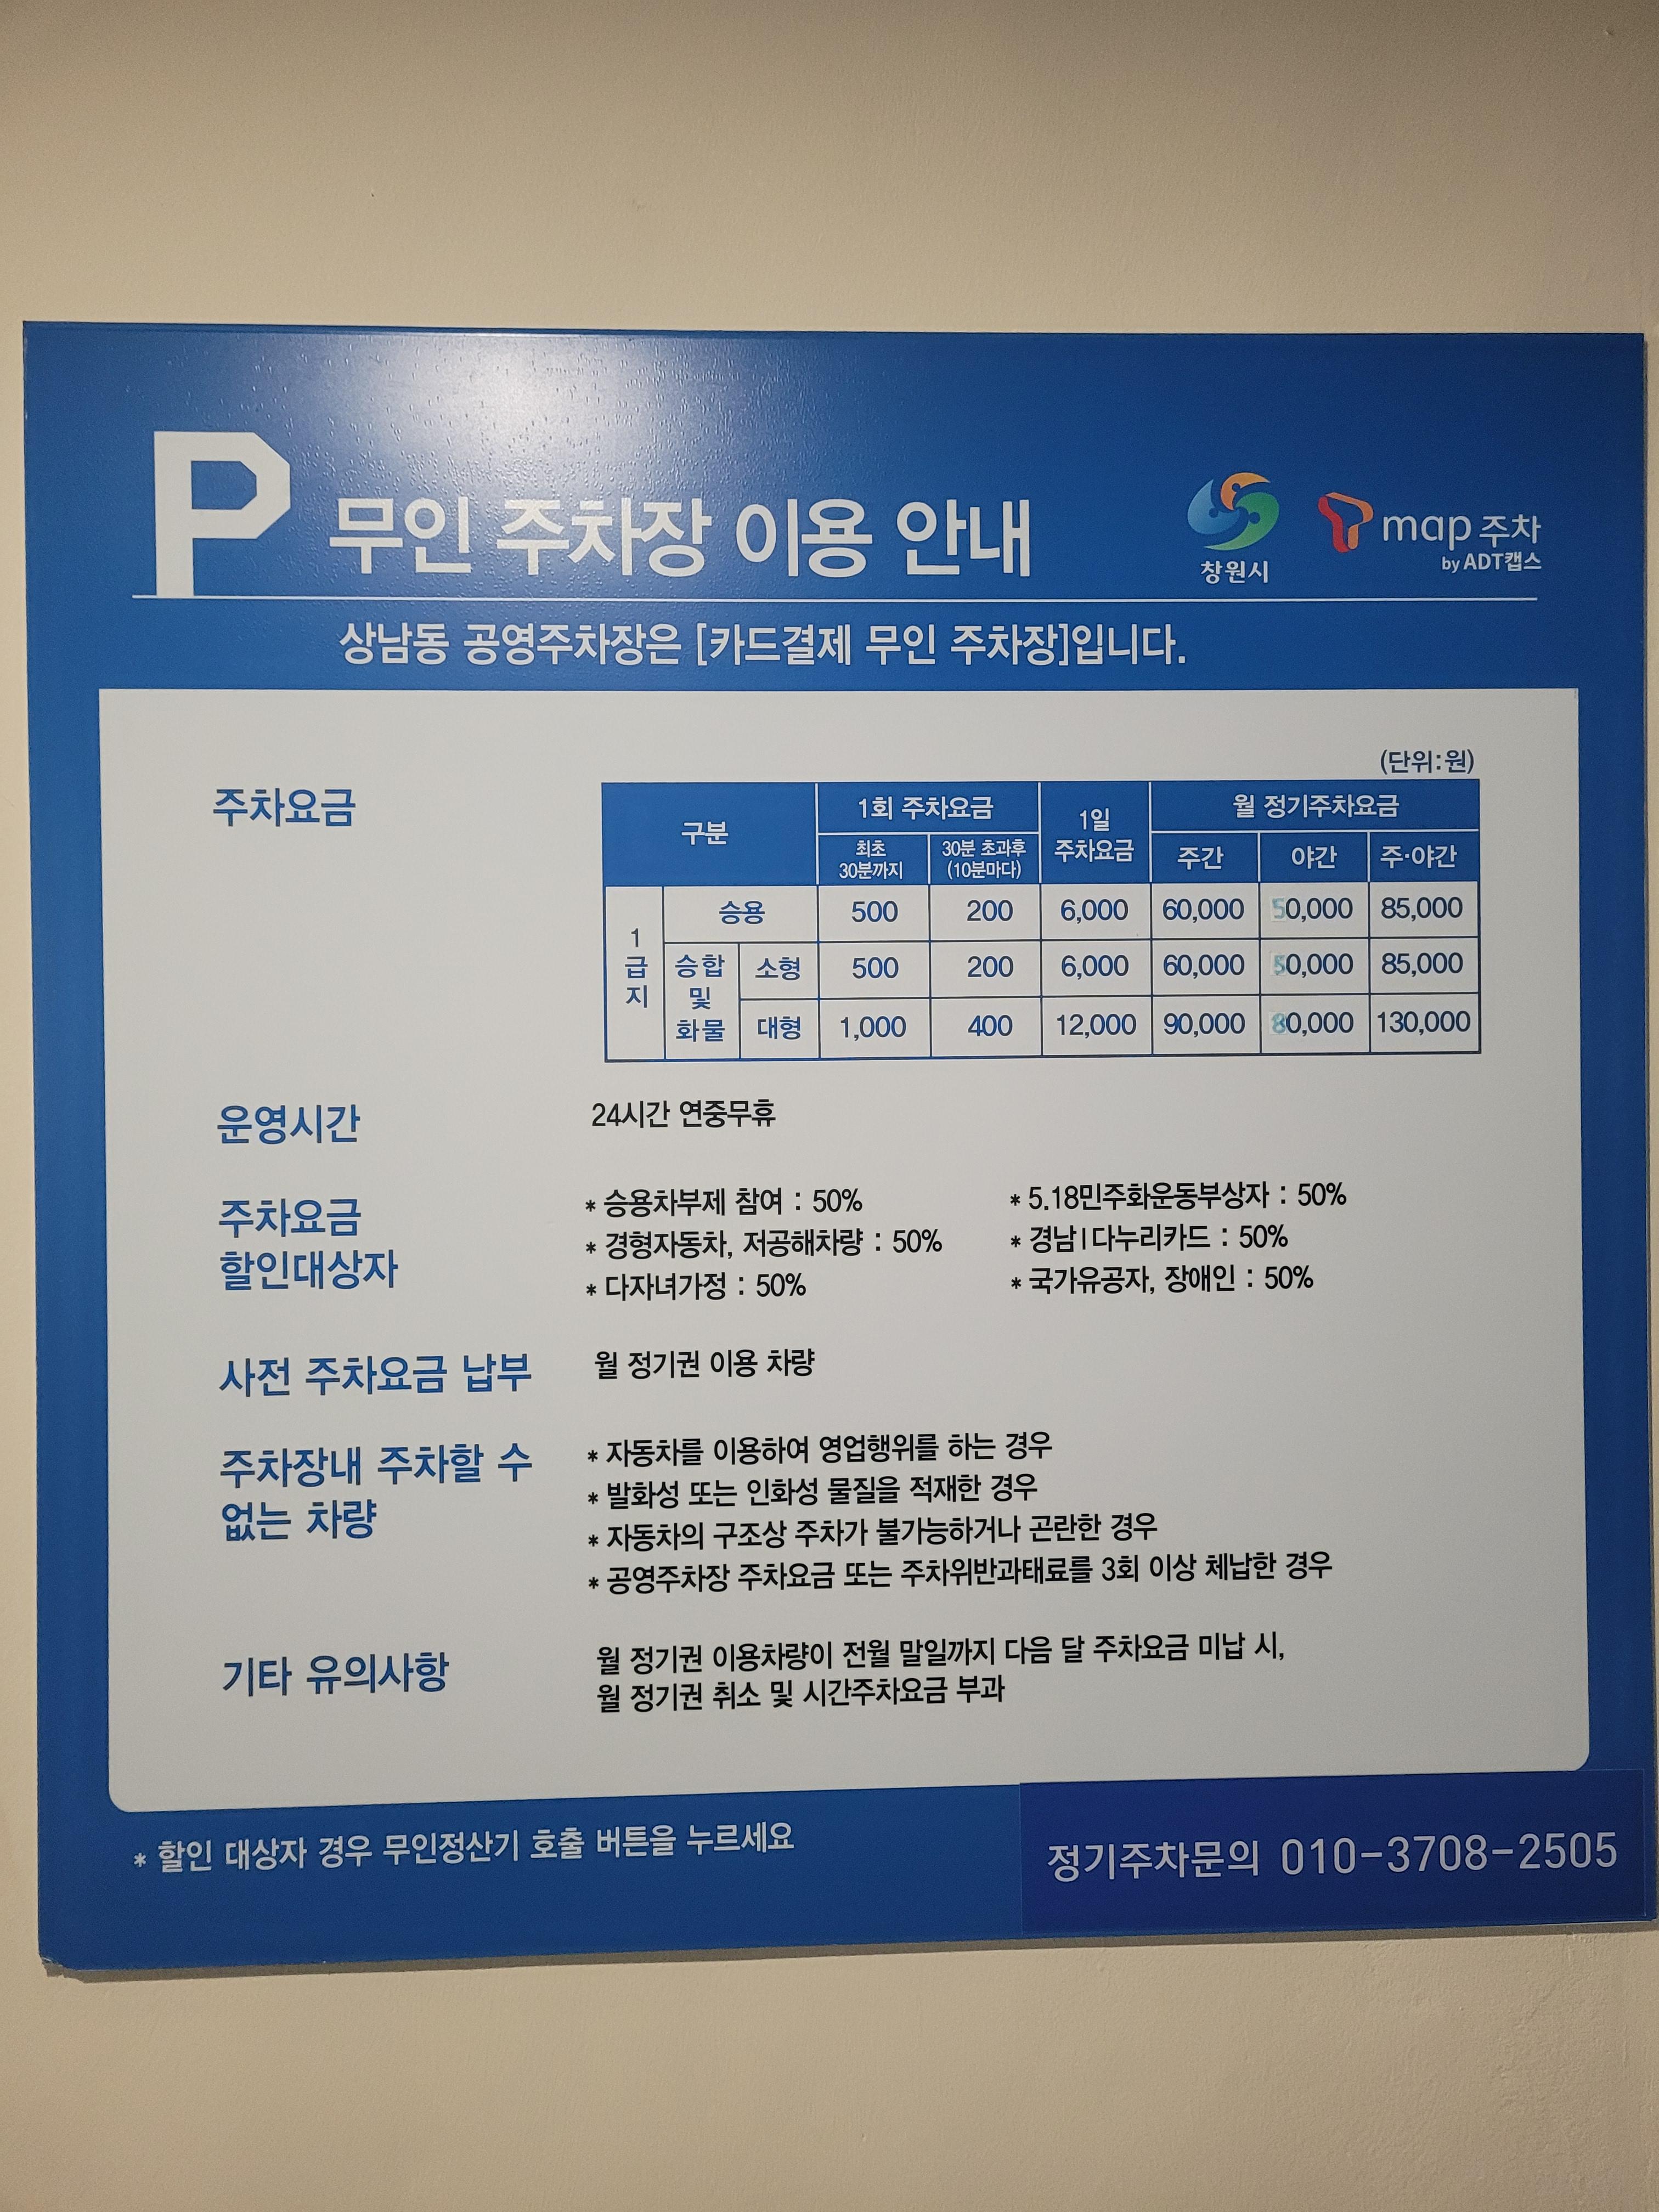 P 무인 주차장 이용 안내
창원시
T map 주차
by ADT캡스
상남동 공영주차장은 [카드결제 무인 주차장]입니다.
주차요금
(단위:원)
구분 1회 주차요금 1일 주차요금 월 정기주차요금
최초 30분까지 30분 초과후 (10분마다) 주간 야간 주·야간
1급지 승용 500 200 6,000 60,000 50,000 85,000
승합 및 화물 소형 500 200 6,000 60,000 50,000 85,000
대형 1,000 400 12,000 90,000 80,000 130,000
운영시간 24시간 연중무휴
주차요금
할인대상자
* 승용차부제 참여 : 50%
* 경형자동차, 저공해차량 : 50%
* 다자녀가정 : 50%
* 5.18민주화운동부상자 : 50%
* 경남ㅣ다누리카드 : 50%
* 국가유공자, 장애인 : 50%
사전 주차요금 납부 월 정기권 이용 차량
주차장내 주차할 수
없는 차량
* 자동차를 이용하여 영업행위를 하는 경우
* 발화성 또는 인화성 물질을 적재한 경우
* 자동차의 구조상 주차가 불가능하거나 곤란한 경우
* 공영주차장 주차요금 또는 주차위반과태료를 3회 이상 체납한 경우
기타 유의사항
월 정기권 이용차량이 전월 말일까지 다음 달 주차요금 미납 시,
월 정기권 취소 및 시간주차요금 부과
* 할인 대상자 경우 무인정산기 호출 버튼을 누르세요
정기주차문의 010-3708-2505